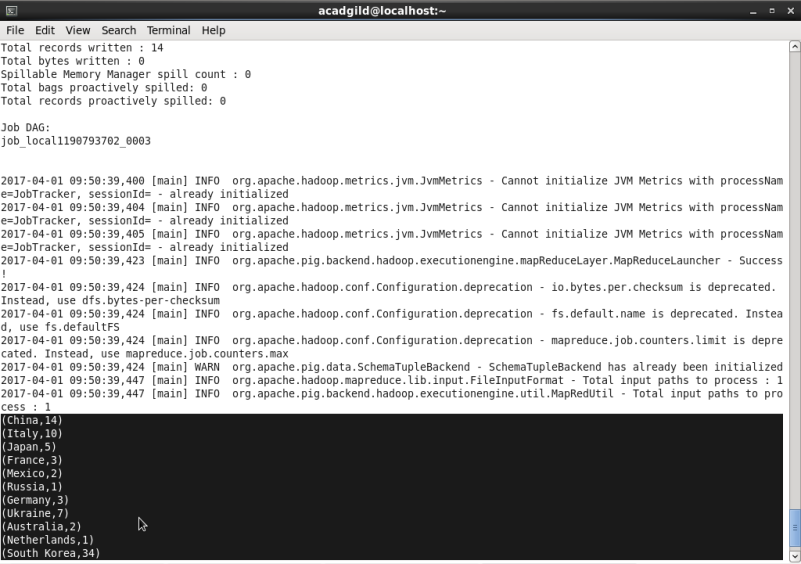 acadgild@localhost:~
File Edit View Search Terminal Help
Total records written : 14
Total bytes written : 0
Spillable Memory Manager spill count : 0
Total bags proactively spilled: 0
Total records proactively spilled: 0
Job DAG:
job_local1190793702_0003
2017-04-01 09:50:39,400 [main] INFO  org.apache.hadoop.metrics.jvm.JvmMetrics - Cannot initialize JVM Metrics with processNam
e=JobTracker, sessionId= - already initialized
2017-04-01 09:50:39,404 [main] INFO  org.apache.hadoop.metrics.jvm.JvmMetrics - Cannot initialize JVM Metrics with processNam
e=JobTracker, sessionId= - already initialized
2017-04-01 09:50:39,405 [main] INFO  org.apache.hadoop.metrics.jvm.JvmMetrics - Cannot initialize JVM Metrics with processNam
e=JobTracker, sessionId= - already initialized
2017-04-01 09:50:39,423 [main] INFO  org.apache.pig.backend.hadoop.executionengine.mapReduceLayer.MapReduceLauncher - Success
!
2017-04-01 09:50:39,424 [main] INFO  org.apache.hadoop.conf.Configuration.deprecation - io.bytes.per.checksum is deprecated.
Instead, use dfs.bytes-per-checksum
2017-04-01 09:50:39,424 [main] INFO  org.apache.hadoop.conf.Configuration.deprecation - fs.default.name is deprecated. Instea
d, use fs.defaultFS
2017-04-01 09:50:39,424 [main] INFO  org.apache.hadoop.conf.Configuration.deprecation - mapreduce.job.counters.limit is depre
cated. Instead, use mapreduce.job.counters.max
2017-04-01 09:50:39,424 [main] WARN  org.apache.pig.data.SchemaTupleBackend - SchemaTupleBackend has already been initialized
2017-04-01 09:50:39,447 [main] INFO  org.apache.hadoop.mapreduce.lib.input.FileInputFormat - Total input paths to process : 1
2017-04-01 09:50:39,447 [main] INFO  org.apache.pig.backend.hadoop.executionengine.util.MapRedUtil - Total input paths to pro
cess : 1
(China,14)
(Italy,10)
(Japan,5)
(France,3)
(Mexico,2)
(Russia,1)
(Germany,3)
(Ukraine,7)
(Australia,2)
(Netherlands,1)
(South Korea,34)